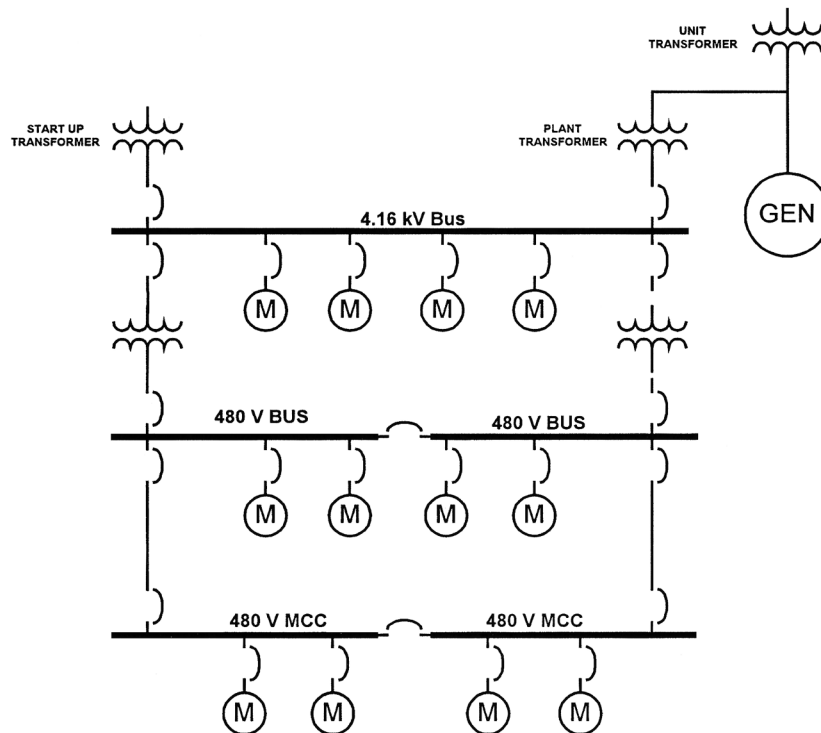 UNIT
TRANSFORMER
START UP
TRANSFORMER
PLANT
TRANSFORMER
GEN
4.16 kV Bus
M
M
M
M
480 V BUS
480 V BUS
M
M
M
M
480 V MCC
480 V MCC
M
M
M
M